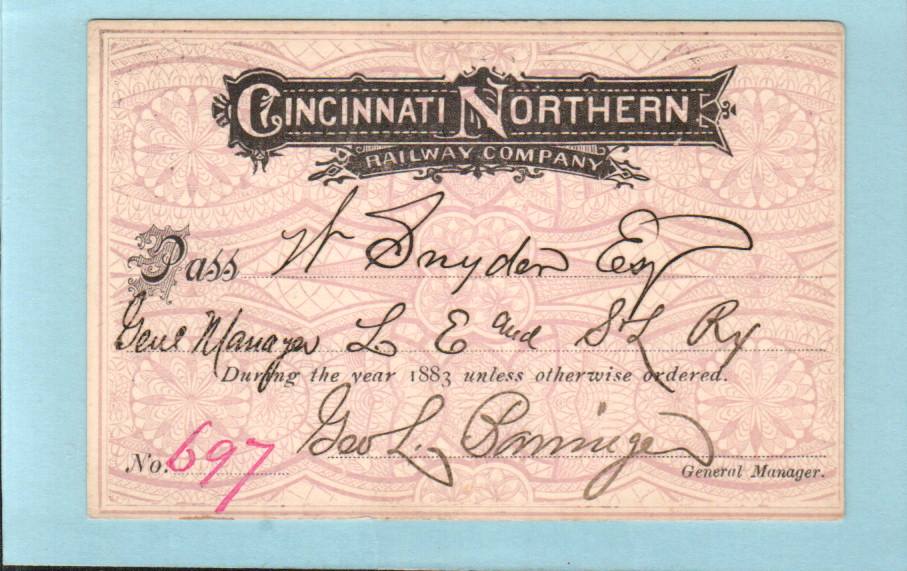 CINCINNATI NORTHERN
RAILWAY COMPANY
Pass W Snyder Esq
Genl Manager L E and St L Ry
During the year 1883 unless otherwise ordered.
Geo L.
No. 697
General Manager.